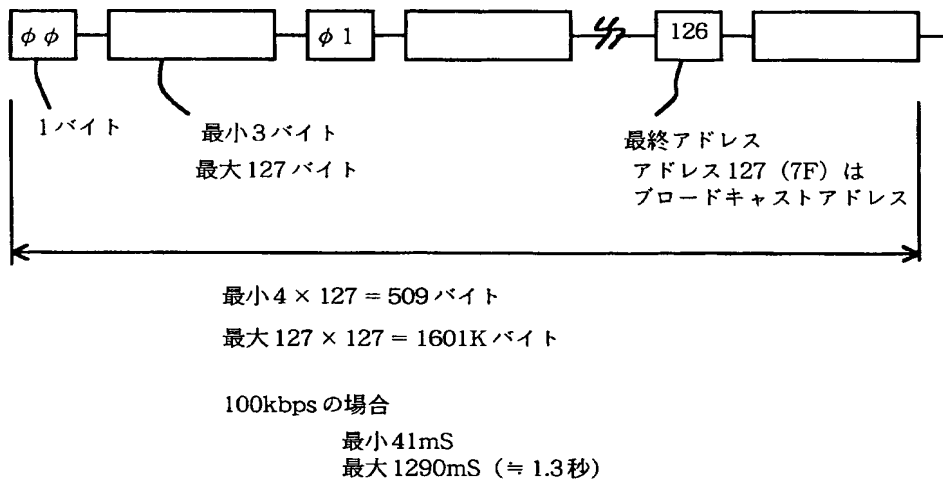 φφ
φ1
126
1バイト
最小3バイト
最大127バイト
最終アドレス
アドレス127（7F）は
ブロードキャストアドレス
最小4×127＝509バイト
最大127×127＝1601Kバイト
100kbpsの場合
最小41mS
最大1290mS（≒1.3秒）